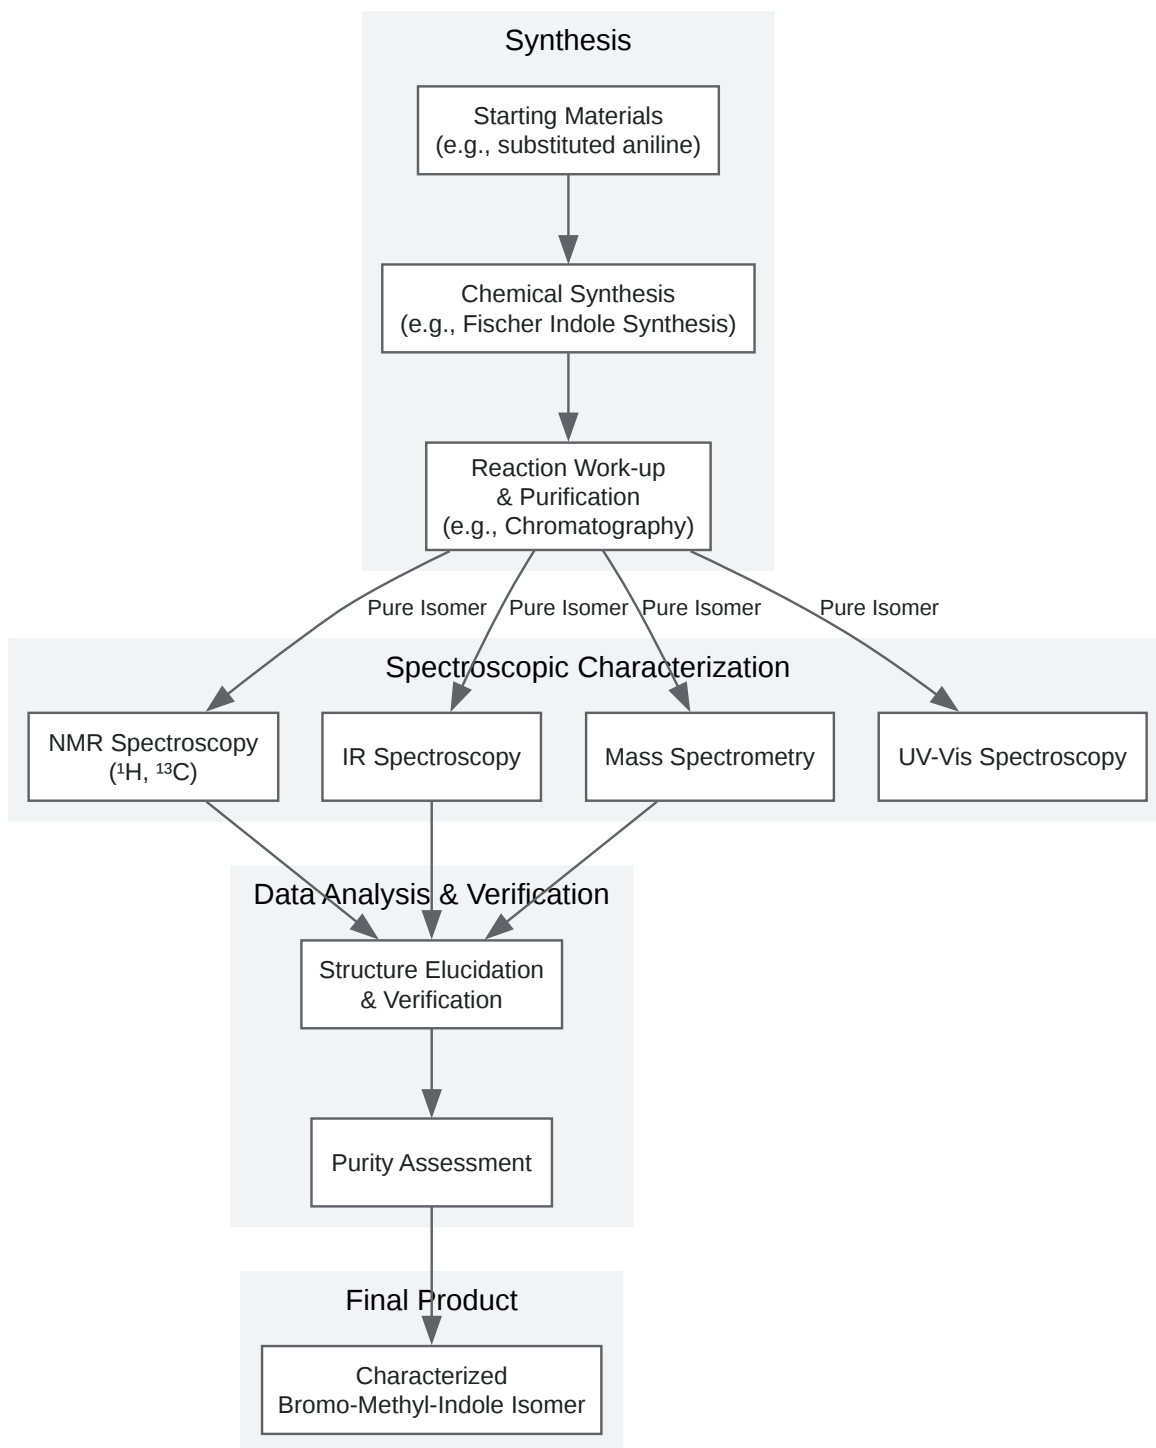 Synthesis
Starting Materials
(e.g., substituted aniline)
Chemical Synthesis
(e.g., Fischer Indole Synthesis)
Reaction Work-up
& Purification
(e.g., Chromatography)
Pure Isomer
Pure Isomer
Pure Isomer
Pure Isomer
Spectroscopic Characterization
NMR Spectroscopy
(¹H, ¹³C)
IR Spectroscopy
Mass Spectrometry
UV-Vis Spectroscopy
Data Analysis & Verification
Structure Elucidation
& Verification
Purity Assessment
Final Product
Characterized
Bromo-Methyl-Indole Isomer